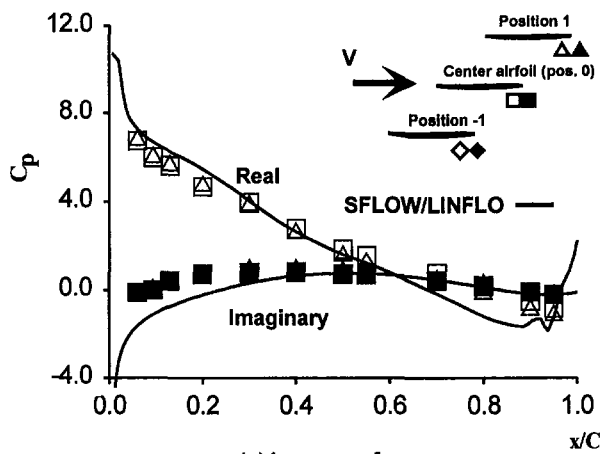 12.0
8.0
4.0
0.0
-4.0
Cp
0.0
0.2
0.4
0.6
0.8
1.0
x/C
Position 1
V
Center airfoil (pos. 0)
Position -1
Real
SFLOW/LINFLO
Imaginary